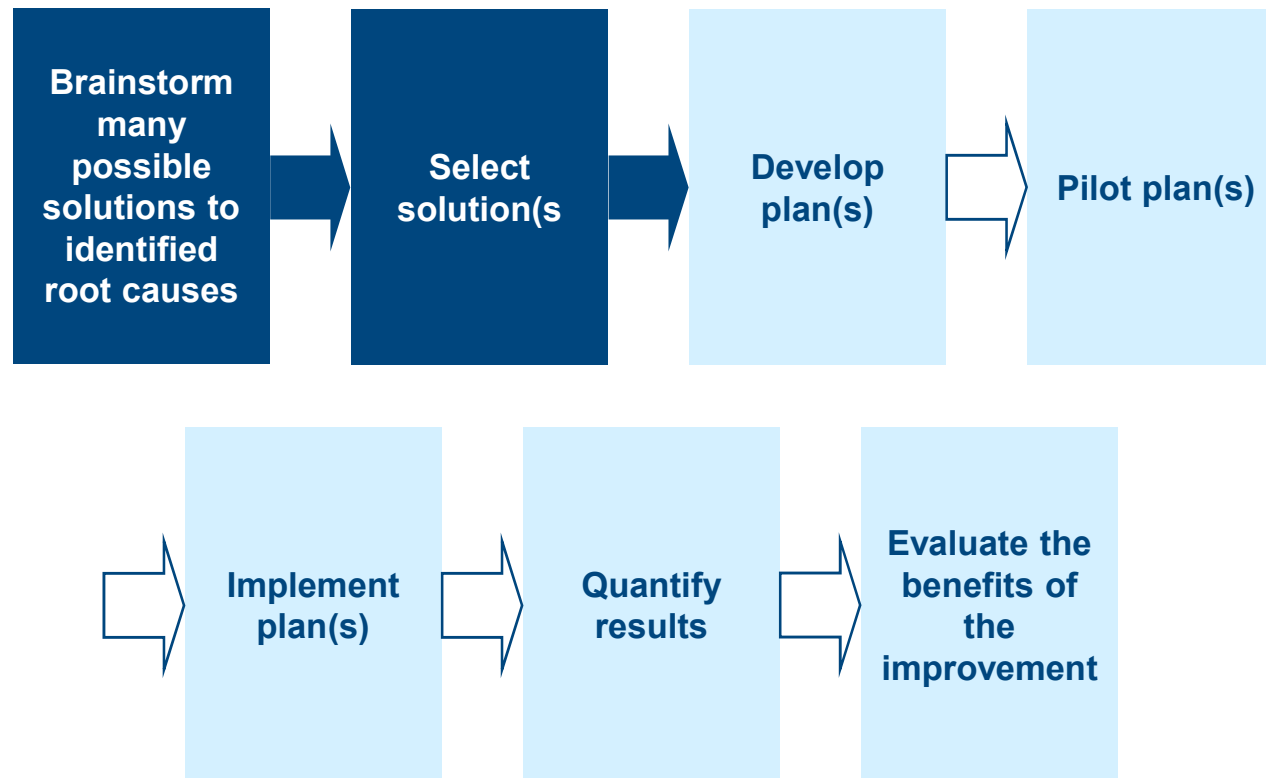 Brainstorm
many
possible
solutions to
identified
root causes
Select
solution(s
Develop
plan(s)
Pilot plan(s)
Implement
plan(s)
Quantify
results
Evaluate the
benefits of
the
improvement